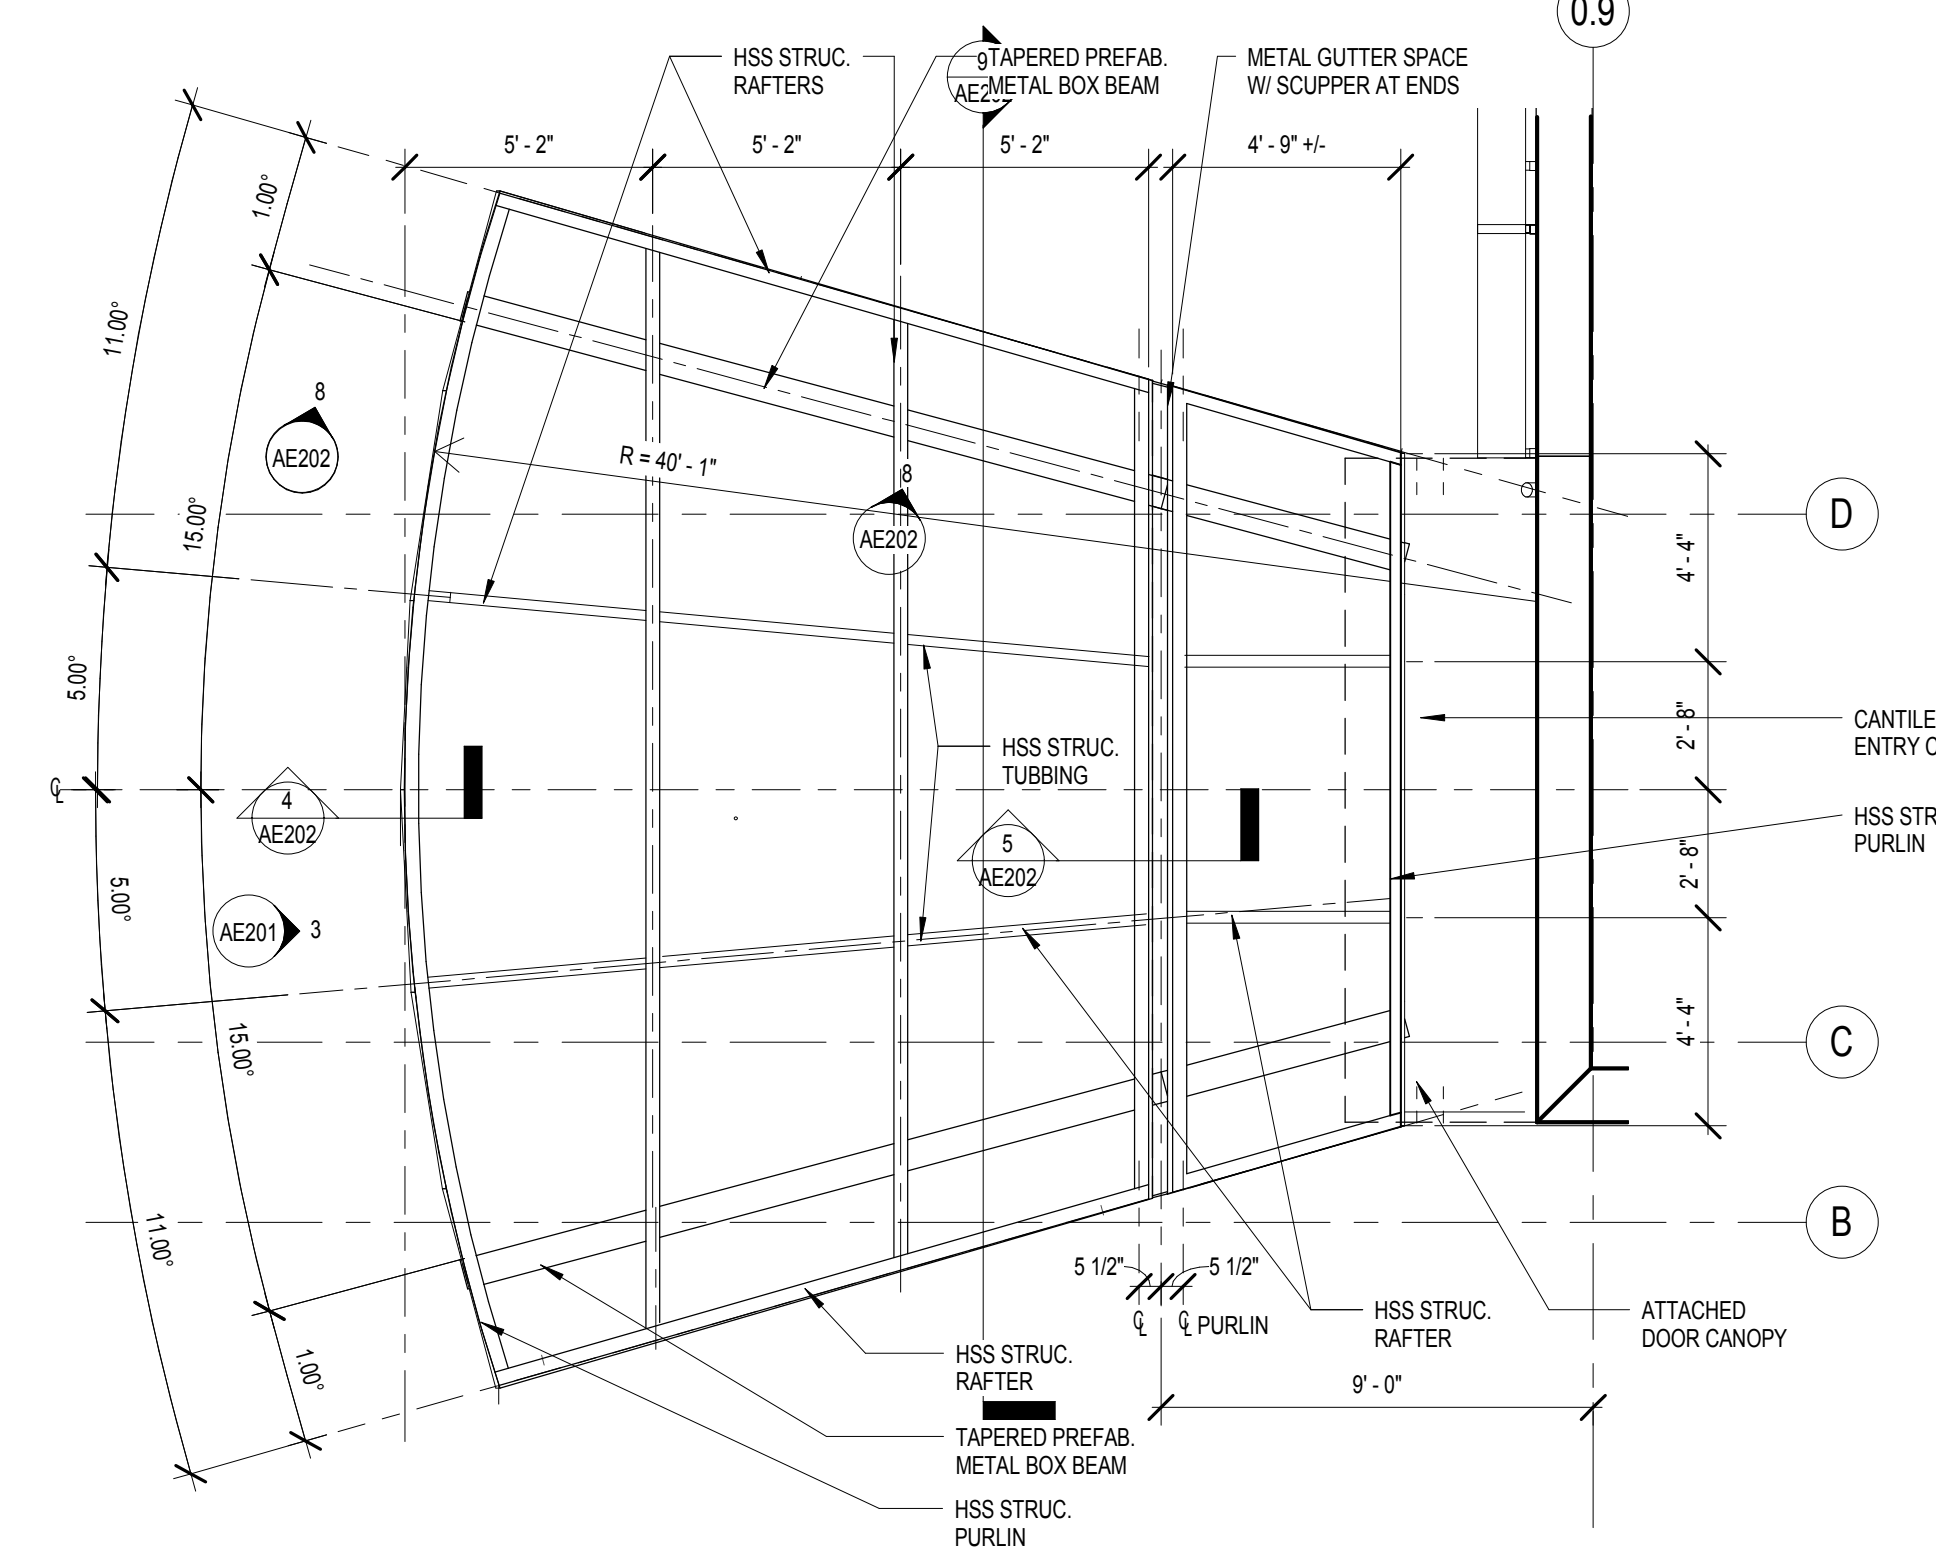 0.9
HSS STRUC.
RAFTERS
9
AE202
TAPERED PREFAB.
METAL BOX BEAM
METAL GUTTER SPACE
W/ SCUPPER AT ENDS
5' - 2"
5' - 2"
5' - 2"
4' - 9" +/-
1.00°
11.00°
8
AE202
R = 40' - 1"
8
AE202
15.00°
D
4' - 4"
5.00°
2' - 8"
CANTILE
ENTRY C
HSS STRUC.
TUBBING
℄
4
AE202
5
AE202
HSS STR
PURLIN
2' - 8"
5.00°
AE201
3
15.00°
C
4' - 4"
11.00°
B
5 1/2"
5 1/2"
℄
℄ PURLIN
HSS STRUC.
RAFTER
ATTACHED
DOOR CANOPY
1.00°
HSS STRUC.
RAFTER
9' - 0"
TAPERED PREFAB.
METAL BOX BEAM
HSS STRUC.
PURLIN